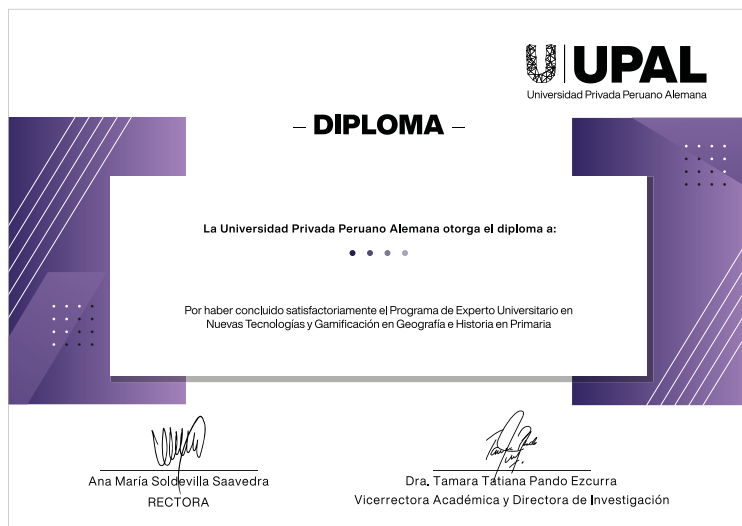 UPAL
Universidad Privada Peruano Alemana
– DIPLOMA –
La Universidad Privada Peruano Alemana otorga el diploma a:
Por haber concluido satisfactoriamente el Programa de Experto Universitario en
Nuevas Tecnologías y Gamificación en Geografía e Historia en Primaria
Ana María Soldevilla Saavedra
RECTORA
Dra. Tamara Tatiana Pando Ezcurra
Vicerrectora Académica y Directora de Investigación